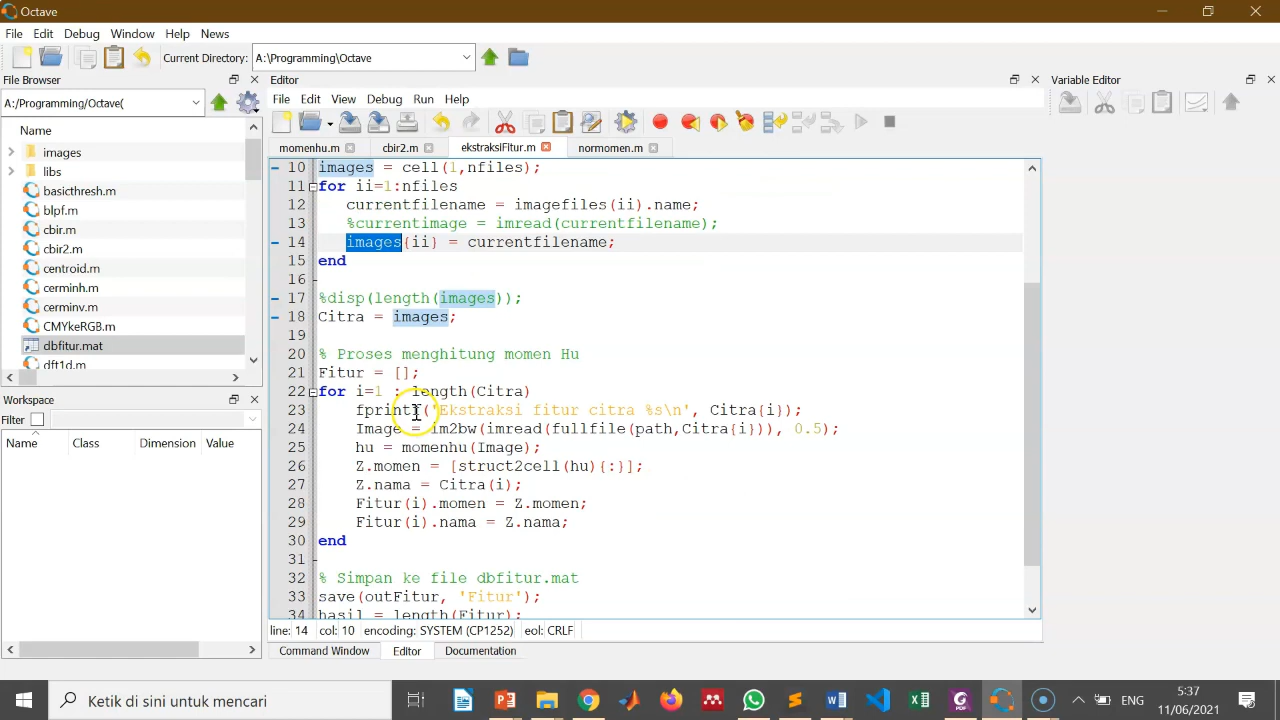 Octave
File Edit Debug Window Help News
Current Directory: A:\Programming\Octave
File Browser
Editor
Variable Editor
A:/Programming/Octave(
File Edit View Debug Run Help
Name
images
libs
basicthresh.m
blpf.m
cbir.m
cbir2.m
centroid.m
cerminh.m
cerminv.m
CMYkeRGB.m
dbfitur.mat
dft1d.m
momenhu.m cbir2.m ekstraksiFitur.m normomen.m
10 images = cell(1,nfiles);
11 for ii=1:nfiles
12 currentfilename = imagefiles(ii).name;
13 %currentimage = imread(currentfilename);
14 images{ii} = currentfilename;
15 end
16
17 %disp(length(images));
18 Citra = images;
19
20 % Proses menghitung momen Hu
21 Fitur = [];
22 for i=1 : length(Citra)
23 fprintf('Ekstraksi fitur citra %s\n', Citra{i});
24 Image = im2bw(imread(fullfile(path,Citra{i})), 0.5);
25 hu = momenhu(Image);
26 Z.momen = [struct2cell(hu){:}];
27 Z.nama = Citra(i);
28 Fitur(i).momen = Z.momen;
29 Fitur(i).nama = Z.nama;
30 end
31
32 % Simpan ke file dbfitur.mat
33 save(outFitur, 'Fitur');
34 hasil = length(Fitur);
Workspace
Filter
Name Class Dimension Value
line: 14 col: 10 encoding: SYSTEM (CP1252) eol: CRLF
Command Window Editor Documentation
Ketik di sini untuk mencari
ENG
5:37
11/06/2021